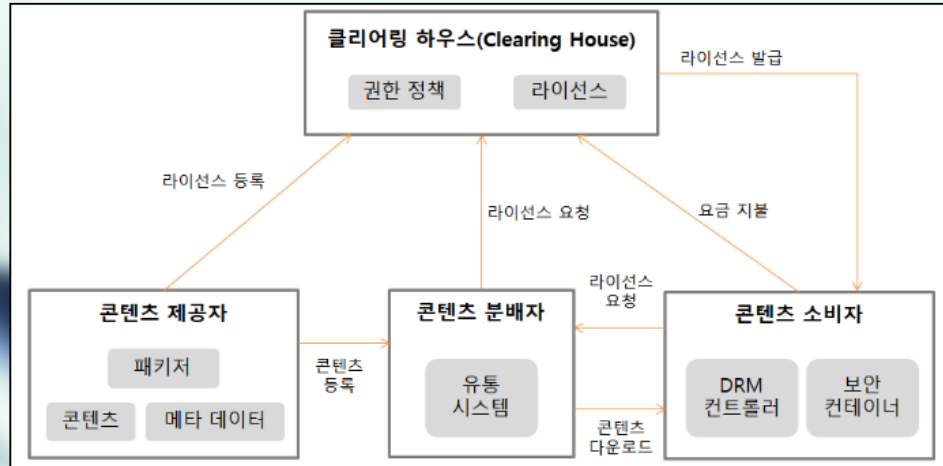 클리어링 하우스(Clearing House)
권한 정책
라이선스
라이선스 발급
라이선스 등록
라이선스 요청
요금 지불
콘텐츠 제공자
패키저
콘텐츠
메타 데이터
콘텐츠
등록
콘텐츠 분배자
유통
시스템
라이선스
요청
콘텐츠
다운로드
콘텐츠 소비자
DRM
컨트롤러
보안
컨테이너